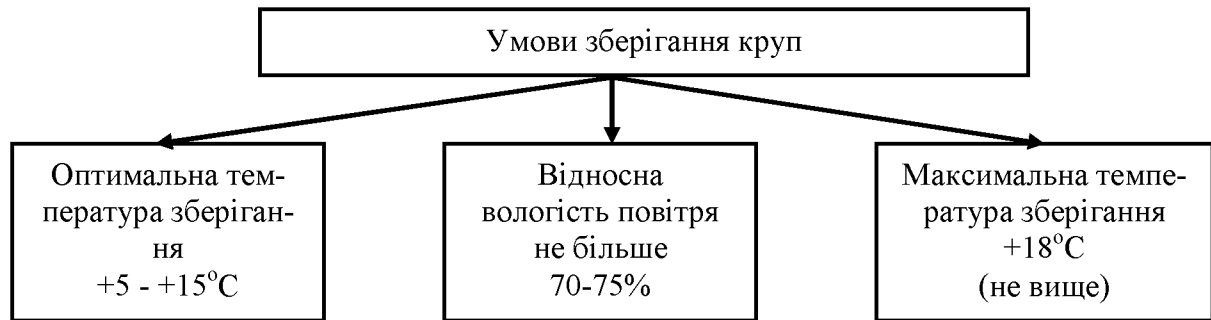 Умови зберігання круп
Оптимальна тем-
пература зберіган-
ня
+5 - +15°С
Відносна
вологість повітря
не більше
70-75%
Максимальна темпе-
ратура зберігання
+18°С
(не вище)